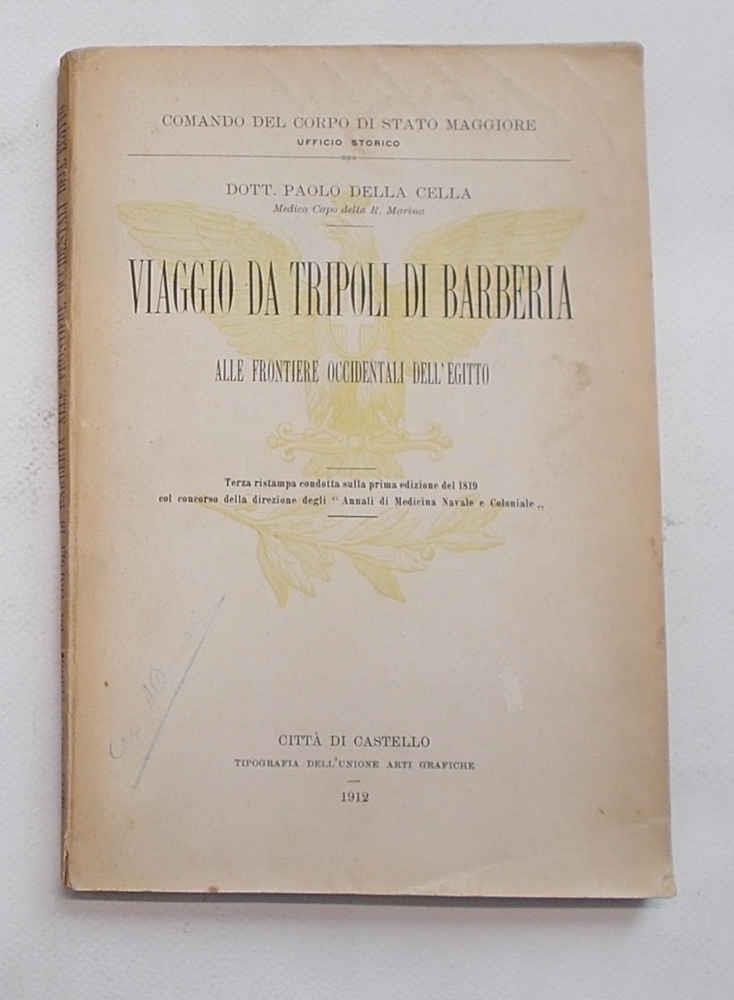 COMANDO DEL CORPO DI STATO MAGGIORE
UFFICIO STORICO
DOTT. PAOLO DELLA CELLA
Medico Capo della R. Marina
VIAGGIO DA TRIPOLI DI BARBERIA
ALLE FRONTIERE OCCIDENTALI DELL'EGITTO
Terza ristampa condotta sulla prima edizione del 1819
col concorso della direzione degli “ Annali di Medicina Navale e Coloniale „
CITTÀ DI CASTELLO
TIPOGRAFIA DELL'UNIONE ARTI GRAFICHE
1912